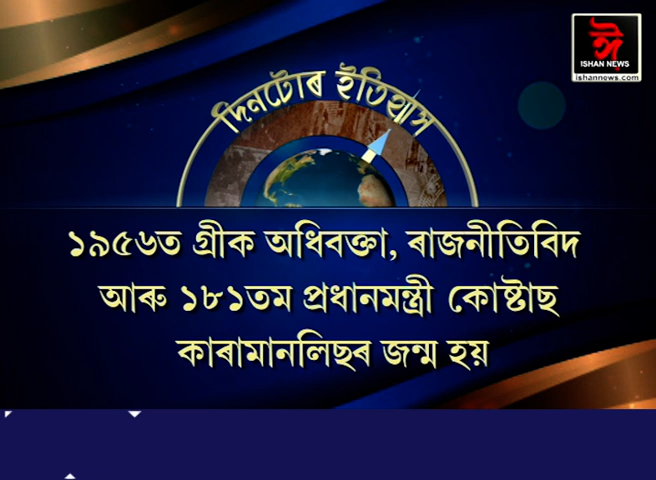 ঈ
ISHAN NEWS
ishannews.com
দিনটোৰ ইতিহাস
১৯৫৬ত গ্ৰীক অধিবক্তা, ৰাজনীতিবিদ
আৰু ১৮১তম প্ৰধানমন্ত্ৰী কোষ্টাছ
কাৰামানলিছৰ জন্ম হয়